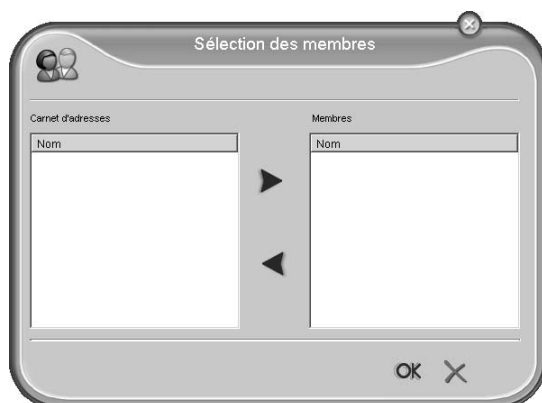 Sélection des membres
Carnet d'adresses
Membres
Nom
Nom
OK